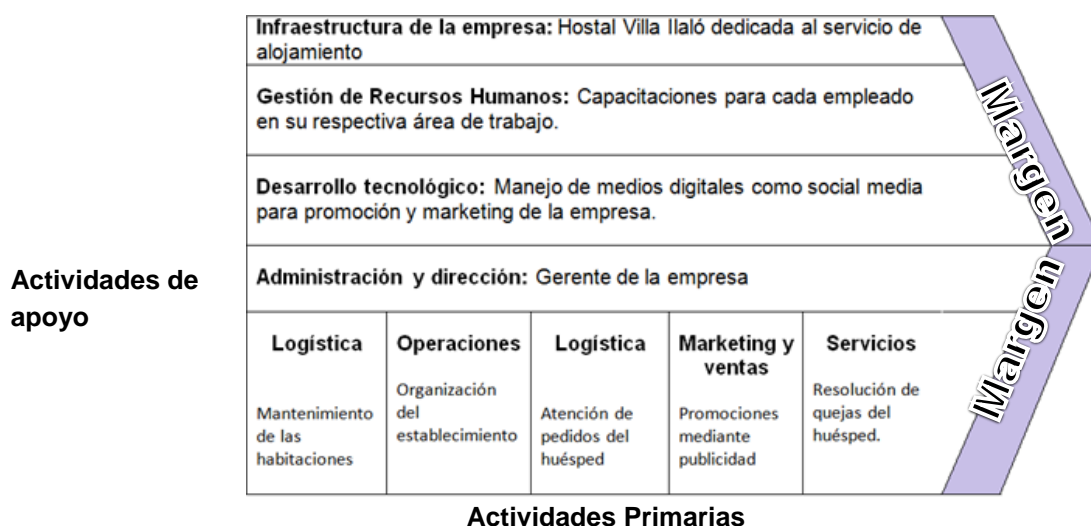 Infraestructura de la empresa: Hostal Villa Ilaló dedicada al servicio de
alojamiento
Gestión de Recursos Humanos: Capacitaciones para cada empleado
en su respectiva área de trabajo.
Desarrollo tecnológico: Manejo de medios digitales como social media
para promoción y marketing de la empresa.
Administración y dirección: Gerente de la empresa
Margen
Margen
Actividades de
apoyo
Logística
Mantenimiento
de las
habitaciones
Operaciones
Organización
del
establecimiento
Logística
Atención de
pedidos del
huésped
Marketing y
ventas
Promociones
mediante
publicidad
Servicios
Resolución de
quejas del
huésped.
Actividades Primarias